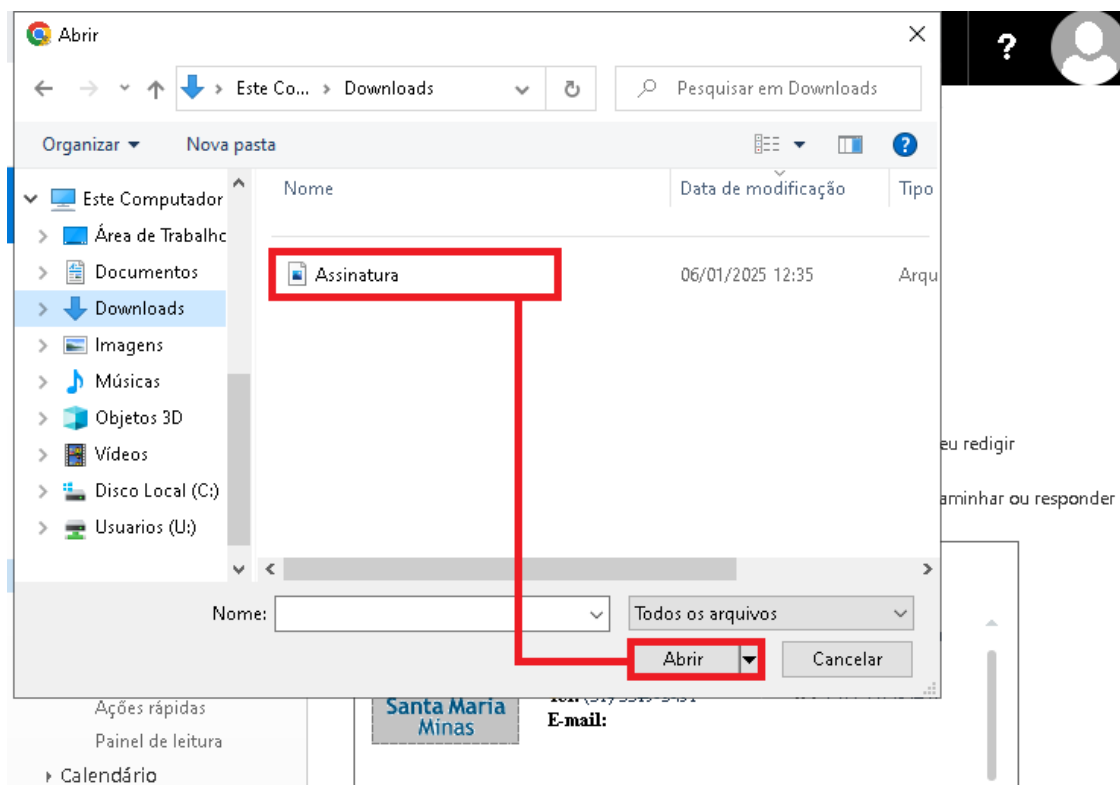 Abrir
?
Este Co... > Downloads
Pesquisar em Downloads
Organizar
Nova pasta
?
Nome
Data de modificação
Tipo
Este Computador
Área de Trabalho
Documentos
Downloads
Imagens
Músicas
Objetos 3D
Vídeos
Disco Local (C:)
Usuarios (U:)
Assinatura
06/01/2025 12:35
Arqu
eu redigir
aminhar ou responder
Nome:
Todos os arquivos
Abrir
Cancelar
Ações rápidas
Painel de leitura
Calendário
Santa Maria
Minas
E-mail: